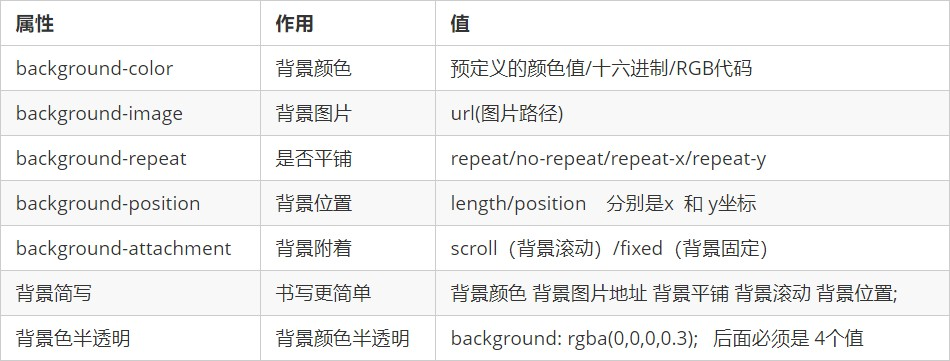 属性 作用 值
background-color 背景颜色 预定义的颜色值/十六进制/RGB代码
background-image 背景图片 url(图片路径)
background-repeat 是否平铺 repeat/no-repeat/repeat-x/repeat-y
background-position 背景位置 length/position 分别是x 和 y坐标
background-attachment 背景附着 scroll（背景滚动）/fixed（背景固定）
背景简写 书写更简单 背景颜色 背景图片地址 背景平铺 背景滚动 背景位置;
背景色半透明 背景颜色半透明 background: rgba(0,0,0,0.3); 后面必须是 4个值